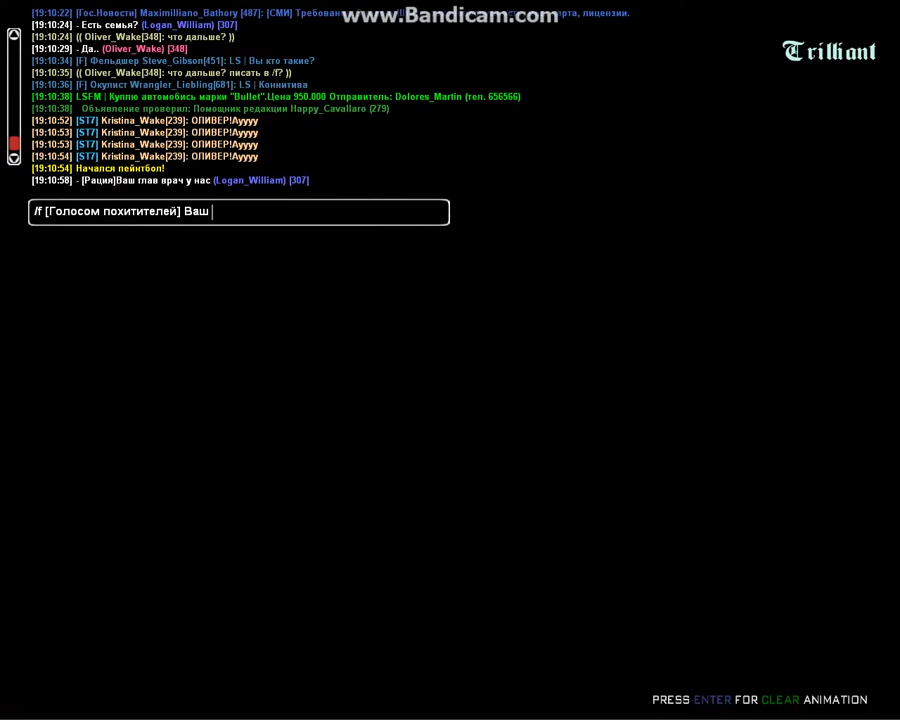 [19:10:22] [Гос.Новости] Maximilliano_Bathory [487]: [СМИ] Требован лицензии.
www.Bandicam.com
[19:10:24] - Есть семья? (Logan_William) [307]
[19:10:24] (( Oliver_Wake[348]: что дальше? ))
Trilliant
[19:10:29] - Да.. (Oliver_Wake) [348]
[19:10:34] [F] Фельдшер Steve_Gibson[451]: LS | Вы кто такие?
[19:10:35] (( Oliver_Wake[348]: что дальше? писать в /f? ))
[19:10:36] [F] Окулист Wrangler_Liebling[681]: LS | Коннитива
[19:10:38] LSFM | Куплю автомобись марки "Bullet".Цена 950.000 Отправитель: Dolores_Martin (тел. 656566)
[19:10:38] Объявление проверил: Помощник редакции Happy_Cavallaro (279)
[19:10:52] [ST7] Kristina_Wake[239]: ОЛИВЕР!Ауууу
[19:10:53] [ST7] Kristina_Wake[239]: ОЛИВЕР!Ауууу
[19:10:53] [ST7] Kristina_Wake[239]: ОЛИВЕР!Ауууу
[19:10:54] [ST7] Kristina_Wake[239]: ОЛИВЕР!Ауууу
[19:10:54] Начался пейнтбол!
[19:10:58] - [Рация]Ваш глав врач у нас (Logan_William) [307]
/f [Голосом похитителей] Ваш
PRESS ENTER FOR CLEAR ANIMATION